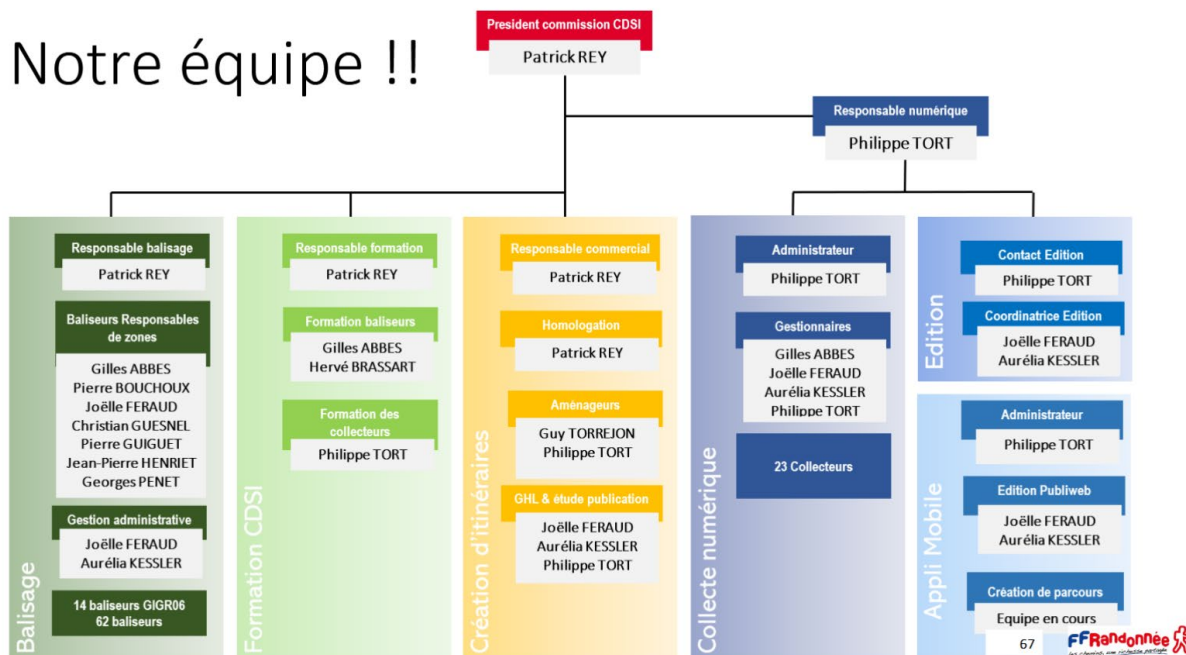 Notre équipe !!
President commission CDSI
Patrick REY
Responsable numérique
Philippe TORT
Balisage
Responsable balisage
Patrick REY
Baliseurs Responsables
de zones
Gilles ABBES
Pierre BOUCHOUX
Joëlle FERAUD
Christian GUESNEL
Pierre GUIGUET
Jean-Pierre HENRIET
Georges PENET
Gestion administrative
Joëlle FERAUD
Aurélia KESSLER
14 baliseurs GIGR06
62 baliseurs
Formation CDSI
Responsable formation
Patrick REY
Formation baliseurs
Gilles ABBES
Hervé BRASSART
Formation des
collecteurs
Philippe TORT
Création d'itinéraires
Responsable commercial
Patrick REY
Homologation
Patrick REY
Aménageurs
Guy TORREJON
Philippe TORT
GHL & étude publication
Joëlle FERAUD
Aurélia KESSLER
Philippe TORT
Collecte numérique
Administrateur
Philippe TORT
Gestionnaires
Gilles ABBES
Joëlle FERAUD
Aurélia KESSLER
Philippe TORT
23 Collecteurs
Edition
Contact Edition
Philippe TORT
Coordinatrice Edition
Joëlle FERAUD
Aurélia KESSLER
Appli Mobile
Administrateur
Philippe TORT
Edition Publiweb
Joëlle FERAUD
Aurélia KESSLER
Création de parcours
Equipe en cours
67
FFRandonnée
les chemins, une richesse partagée